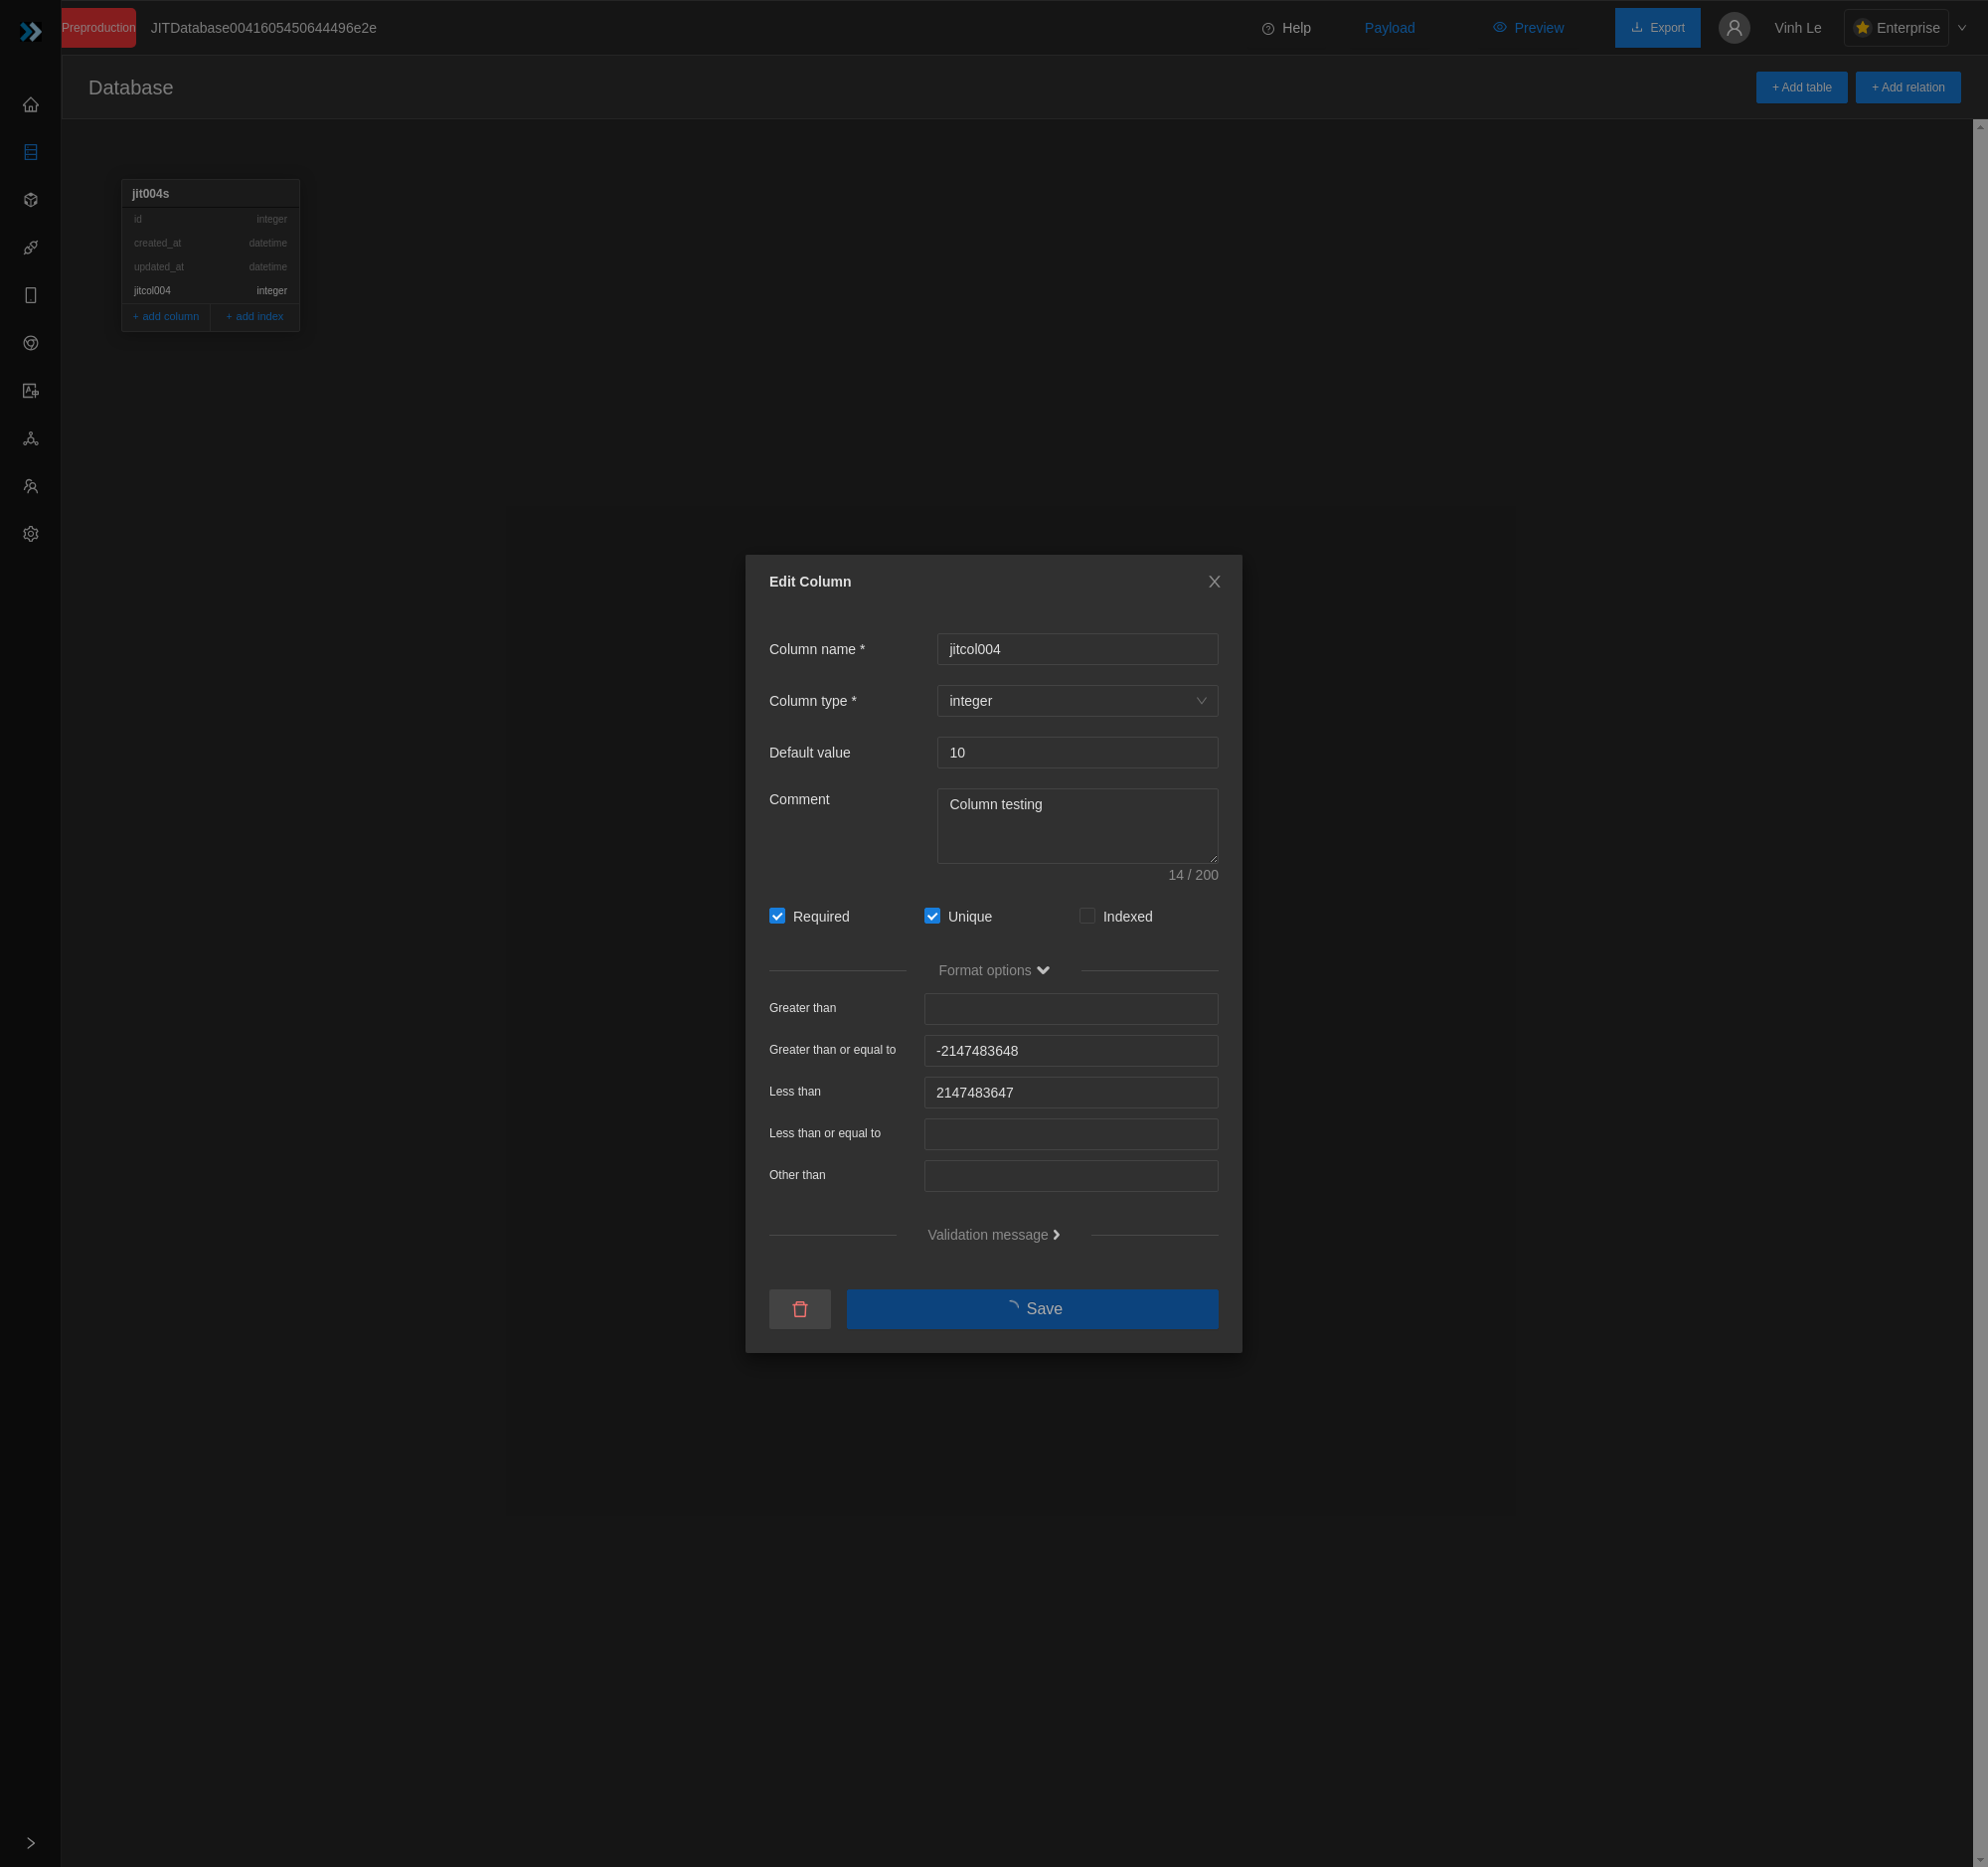 Preproduction JITDatabase0041605450644496e2e Help Payload Preview Export Vinh Le Enterprise
Database + Add table + Add relation
jit004s
id integer
created_at datetime
updated_at datetime
jitcol004 integer
+ add column + add index
Edit Column
Column name * jitcol004
Column type * integer
Default value 10
Comment Column testing
14 / 200
Required Unique Indexed
Format options
Greater than
Greater than or equal to -2147483648
Less than 2147483647
Less than or equal to
Other than
Validation message
Save